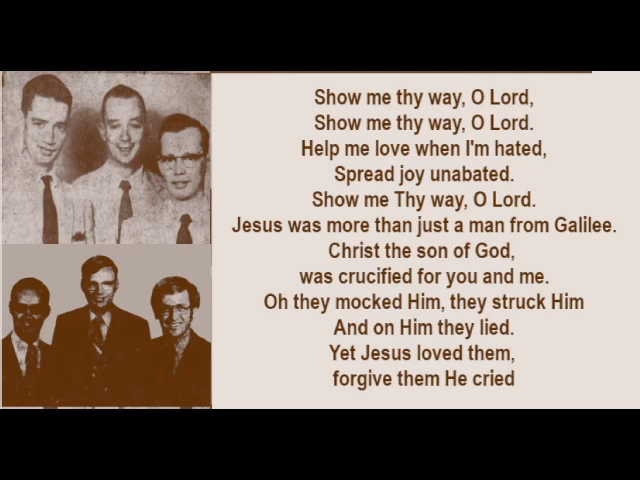 Show me thy way, O Lord,
Show me thy way, O Lord.
Help me love when I'm hated,
Spread joy unabated.
Show me Thy way, O Lord.
Jesus was more than just a man from Galilee.
Christ the son of God,
was crucified for you and me.
Oh they mocked Him, they struck Him
And on Him they lied.
Yet Jesus loved them,
forgive them He cried